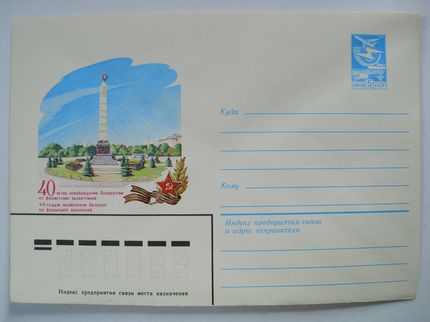 ПОЧТА СССР
5
Куда
40-летие освобождения Белоруссии
от фашистских захватчиков
40-годдзе вызвалення Беларусі
ад фашысцкіх захопнікаў
Кому
Индекс предприятия связи
и адрес отправителя
Индекс предприятия связи места назначения